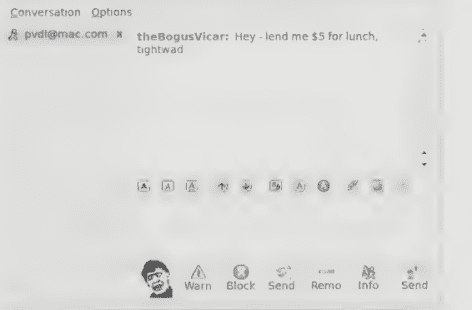 Conversation Options
pvdt@mac.com
theBogusVicar: Hey - lend me $5 for lunch,
tightwad
Warn Block Send Remo Info Send